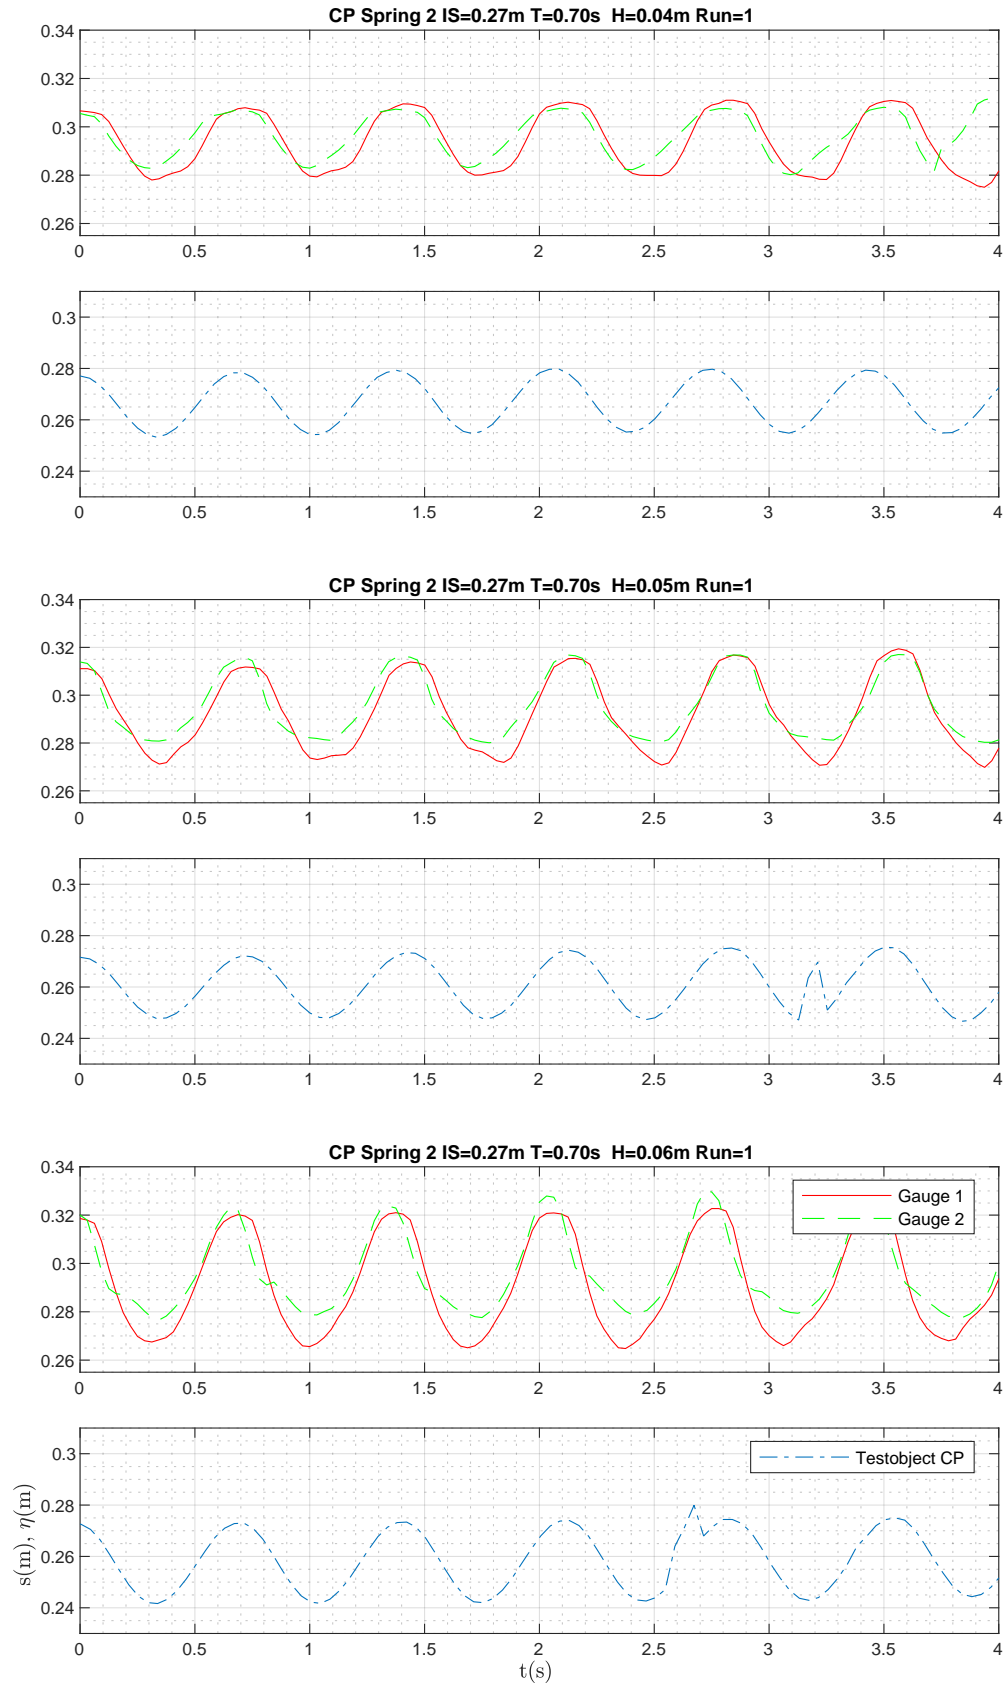 CP Spring 2 IS=0.27m T=0.70s  H=0.04m Run=1
0.34
0.32
0.3
0.28
0.26
0 0.5 1 1.5 2 2.5 3 3.5 4
0.3
0.28
0.26
0.24
0 0.5 1 1.5 2 2.5 3 3.5 4
CP Spring 2 IS=0.27m T=0.70s  H=0.05m Run=1
0.34
0.32
0.3
0.28
0.26
0 0.5 1 1.5 2 2.5 3 3.5 4
0.3
0.28
0.26
0.24
0 0.5 1 1.5 2 2.5 3 3.5 4
CP Spring 2 IS=0.27m T=0.70s  H=0.06m Run=1
0.34
Gauge 1
Gauge 2
0.32
0.3
0.28
0.26
0 0.5 1 1.5 2 2.5 3 3.5 4
0.3
Testobject CP
0.28
0.26
0.24
s(m), η(m)
0 0.5 1 1.5 2 2.5 3 3.5 4
t(s)